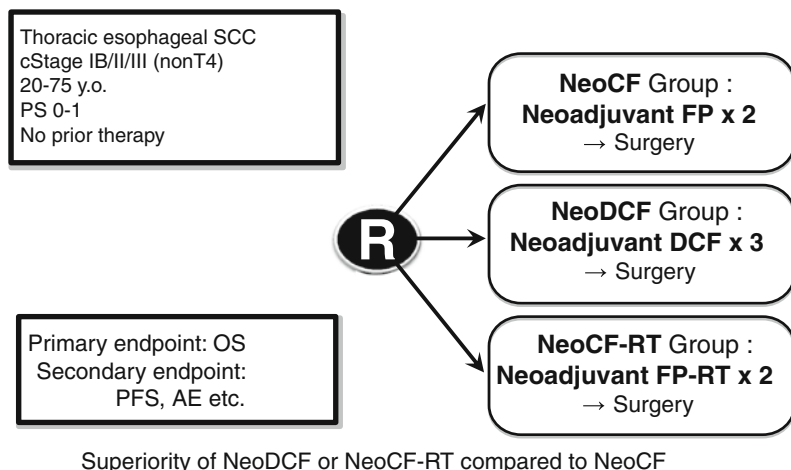 Thoracic esophageal SCC
cStage IB/II/III (nonT4)
20-75 y.o.
PS 0-1
No prior therapy
R
NeoCF Group :
Neoadjuvant FP x 2
→ Surgery
NeoDCF Group :
Neoadjuvant DCF x 3
→ Surgery
NeoCF-RT Group :
Neoadjuvant FP-RT x 2
→ Surgery
Primary endpoint: OS
Secondary endpoint:
PFS, AE etc.
Superiority of NeoDCF or NeoCF-RT compared to NeoCF